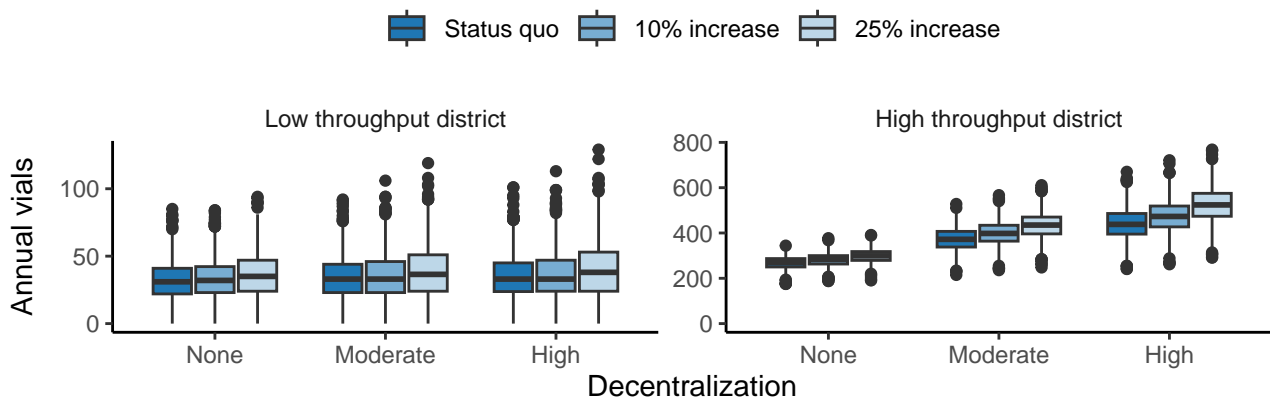 Status quo 10% increase 25% increase
Low throughput district
High throughput district
Annual vials
100
50
0
None Moderate High
800
600
400
200
0
None Moderate High
Decentralization